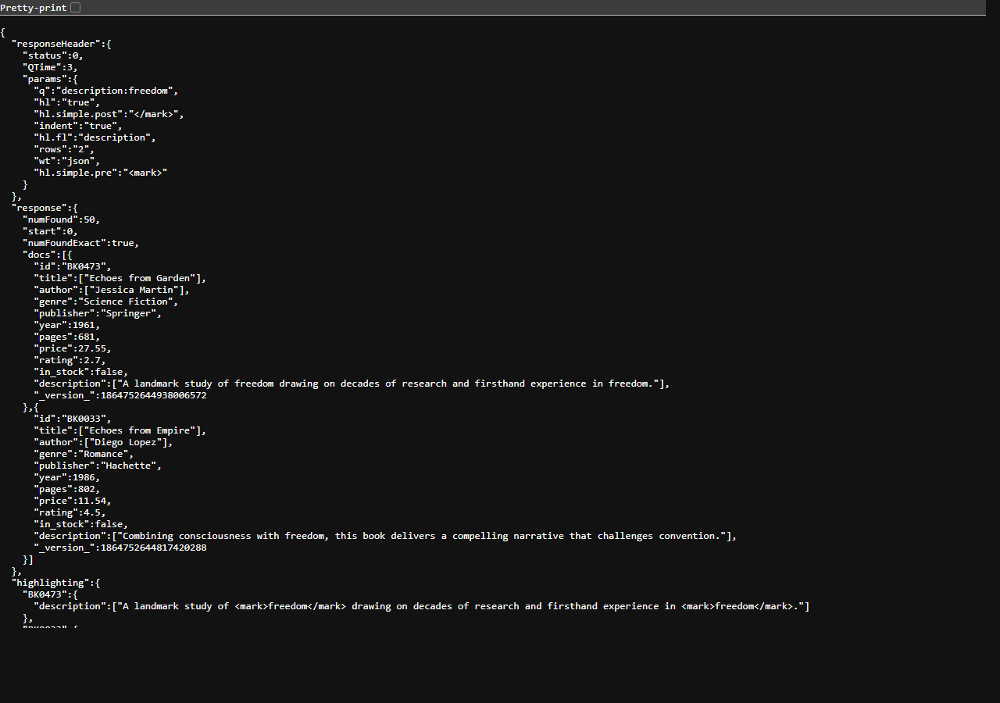 Pretty-print
{
  "responseHeader":{
    "status":0,
    "QTime":3,
    "params":{
      "q":"description:freedom",
      "hl":"true",
      "hl.simple.post":"</mark>",
      "indent":"true",
      "hl.fl":"description",
      "rows":"2",
      "wt":"json",
      "hl.simple.pre":"<mark>"
    }
  },
  "response":{
    "numFound":50,
    "start":0,
    "numFoundExact":true,
    "docs":[{
      "id":"BK0473",
      "title":["Echoes from Garden"],
      "author":["Jessica Martin"],
      "genre":"Science Fiction",
      "publisher":"Springer",
      "year":1961,
      "pages":681,
      "price":27.55,
      "rating":2.7,
      "in_stock":false,
      "description":["A landmark study of freedom drawing on decades of research and firsthand experience in freedom."],
      "_version_":1864752644938006572
    },{
      "id":"BK0033",
      "title":["Echoes from Empire"],
      "author":["Diego Lopez"],
      "genre":"Romance",
      "publisher":"Hachette",
      "year":1986,
      "pages":802,
      "price":11.54,
      "rating":4.5,
      "in_stock":false,
      "description":["Combining consciousness with freedom, this book delivers a compelling narrative that challenges convention."],
      "_version_":1864752644817420288
    }]
  },
  "highlighting":{
    "BK0473":{
      "description":["A landmark study of <mark>freedom</mark> drawing on decades of research and firsthand experience in <mark>freedom</mark>."]
    },